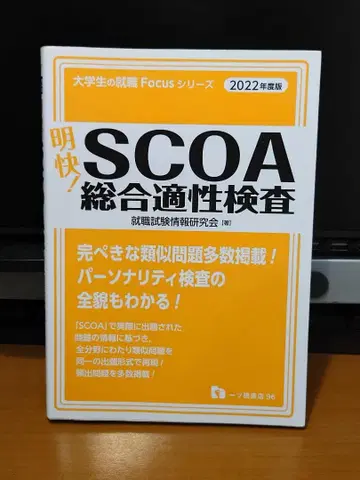 大学生の就職Focusシリーズ 2022年度版
明快!
SCOA
総合適性検査
就職試験情報研究会[著]
完ぺきな類似問題多数掲載!
パーソナリティ検査の
全貌もわかる!
「SCOA」で実際に出題された
問題の情報に基づき、
全分野にわたり類似問題を
同一の出題形式で再現!
頻出問題を多数掲載!
一ツ橋書店 96